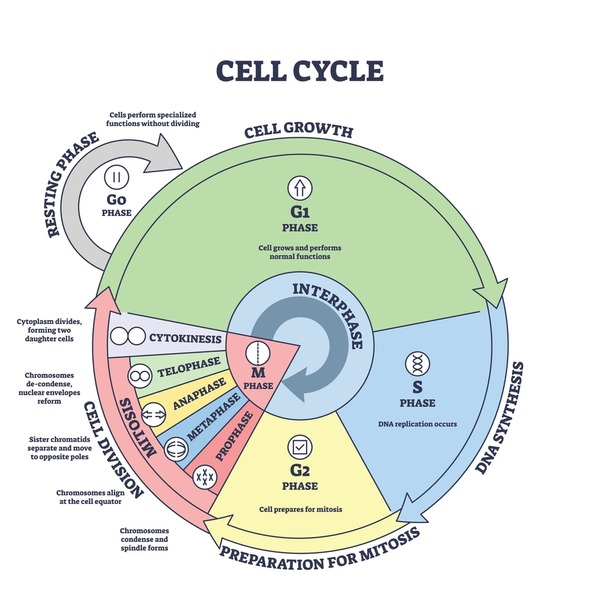 CELL CYCLE
Cells perform specialized
functions without dividing
CELL GROWTH
RESTING PHASE
G0
PHASE
G1
PHASE
Cell grows and performs
normal functions
INTERPHASE
Cytoplasm divides,
forming two
daughter cells
CYTOKINESIS
M
PHASE
S
PHASE
DNA replication occurs
DNA SYNTHESIS
Chromosomes
de-condense,
nuclear envelopes
reform
TELOPHASE
ANAPHASE
METAPHASE
PROPHASE
MITOSIS
CELL DIVISION
Sister chromatids
separate and move
to opposite poles
G2
PHASE
Cell prepares for mitosis
Chromosomes align
at the cell equator
Chromosomes
condense and
spindle forms
PREPARATION FOR MITOSIS